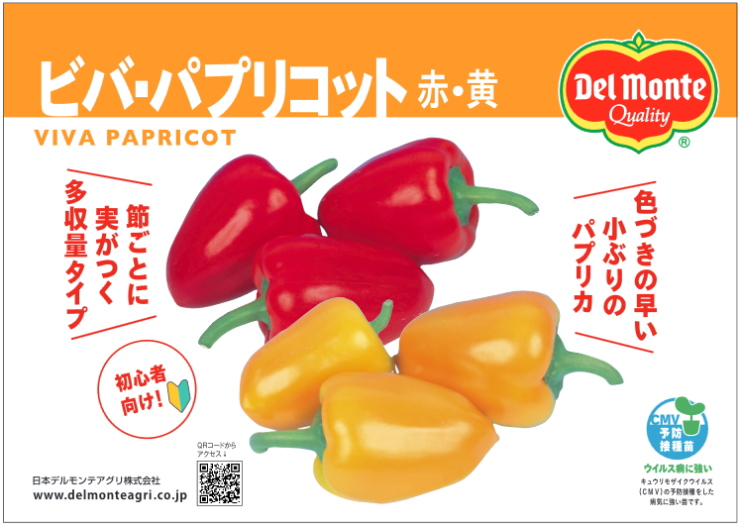 ビバ・パプリコット 赤・黄
VIVA PAPRICOT
Del Monte
Quality
®
色づきの早い
小ぶりの
パプリカ
節ごとに
実がつく
多収量タイプ
初心者
向け!
QRコードから
アクセス↓
日本デルモンテアグリ株式会社
www.delmonteagri.co.jp
CMV
予防
接種苗
ウイルス病に強い
キュウリモザイクウイルス
(CMV)の予防接種をした
病気に強い苗です。